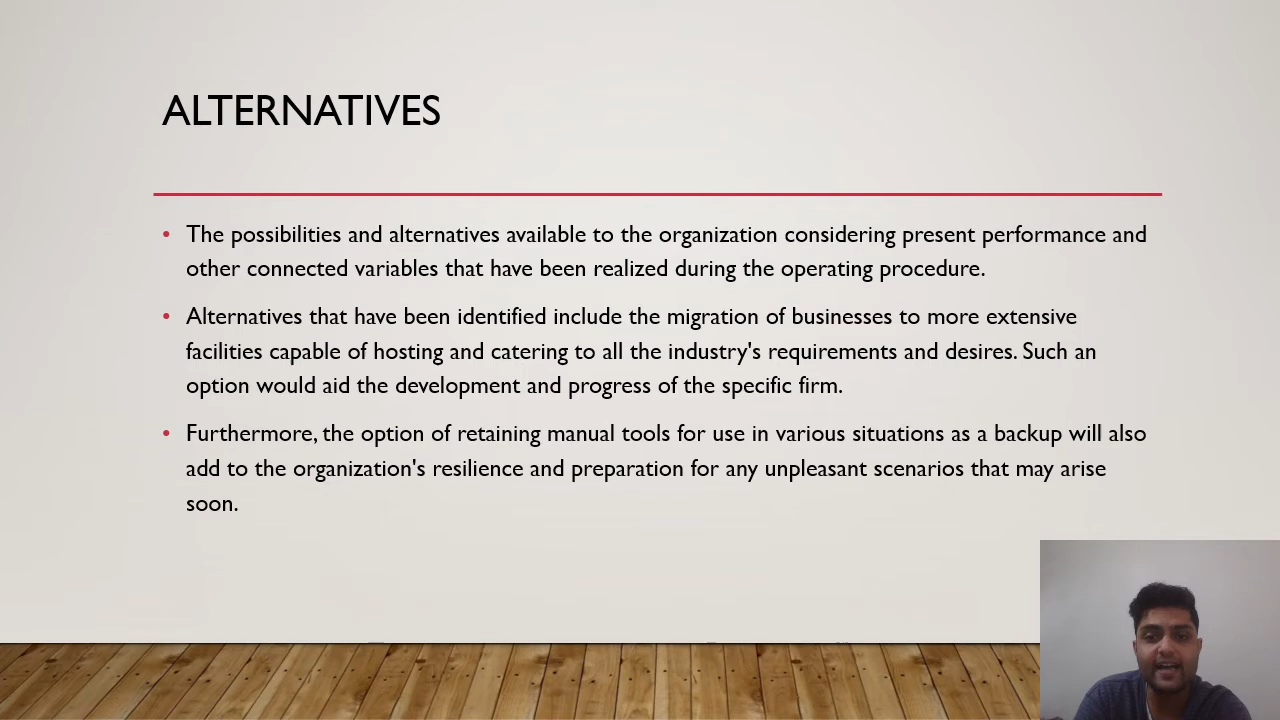 ALTERNATIVES
• The possibilities and alternatives available to the organization considering present performance and
other connected variables that have been realized during the operating procedure.
• Alternatives that have been identified include the migration of businesses to more extensive
facilities capable of hosting and catering to all the industry's requirements and desires. Such an
option would aid the development and progress of the specific firm.
• Furthermore, the option of retaining manual tools for use in various situations as a backup will also
add to the organization's resilience and preparation for any unpleasant scenarios that may arise
soon.